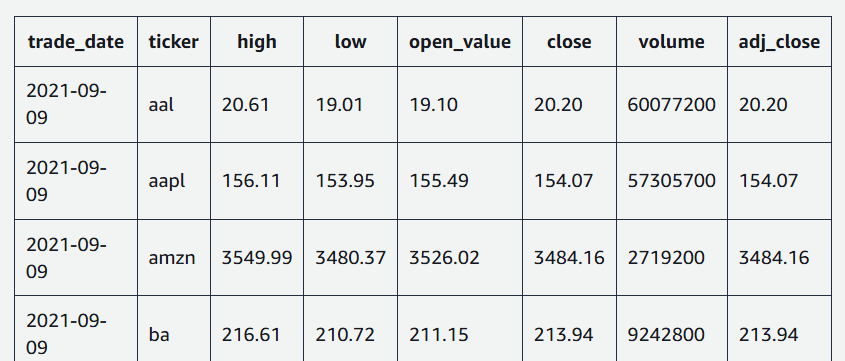 trade_date ticker high low open_value close volume adj_close
2021-09-
09 aal 20.61 19.01 19.10 20.20 60077200 20.20
2021-09-
09 aapl 156.11 153.95 155.49 154.07 57305700 154.07
2021-09-
09 amzn 3549.99 3480.37 3526.02 3484.16 2719200 3484.16
2021-09-
09 ba 216.61 210.72 211.15 213.94 9242800 213.94